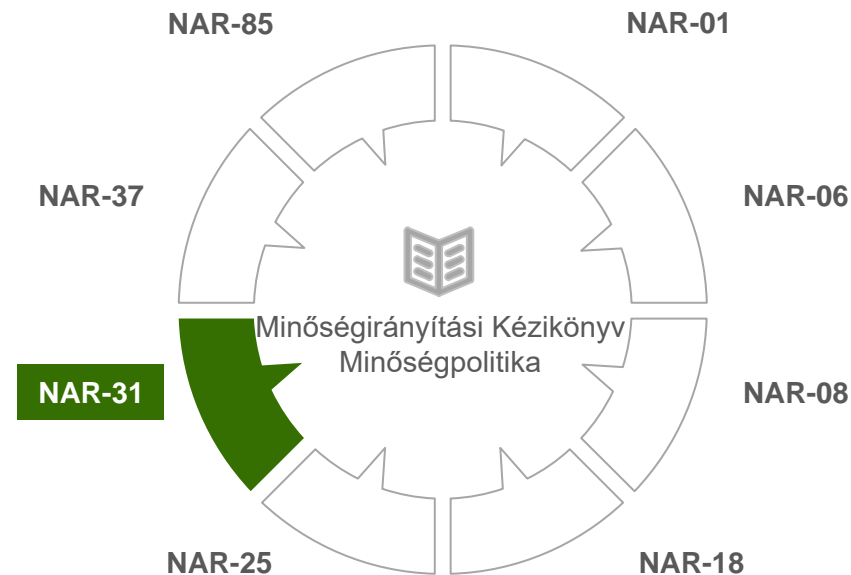 NAR-85
NAR-01
NAR-37
NAR-06
Minőségirányítási Kézikönyv
Minőségpolitika
NAR-31
NAR-08
NAR-25
NAR-18